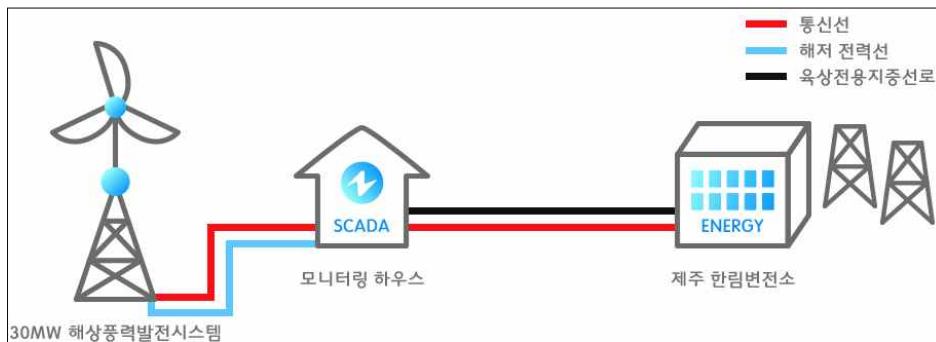 통신선
해저 전력선
육상전용지중선로
SCADA
ENERGY
모니터링 하우스
제주 한림변전소
30MW 해상풍력발전시스템